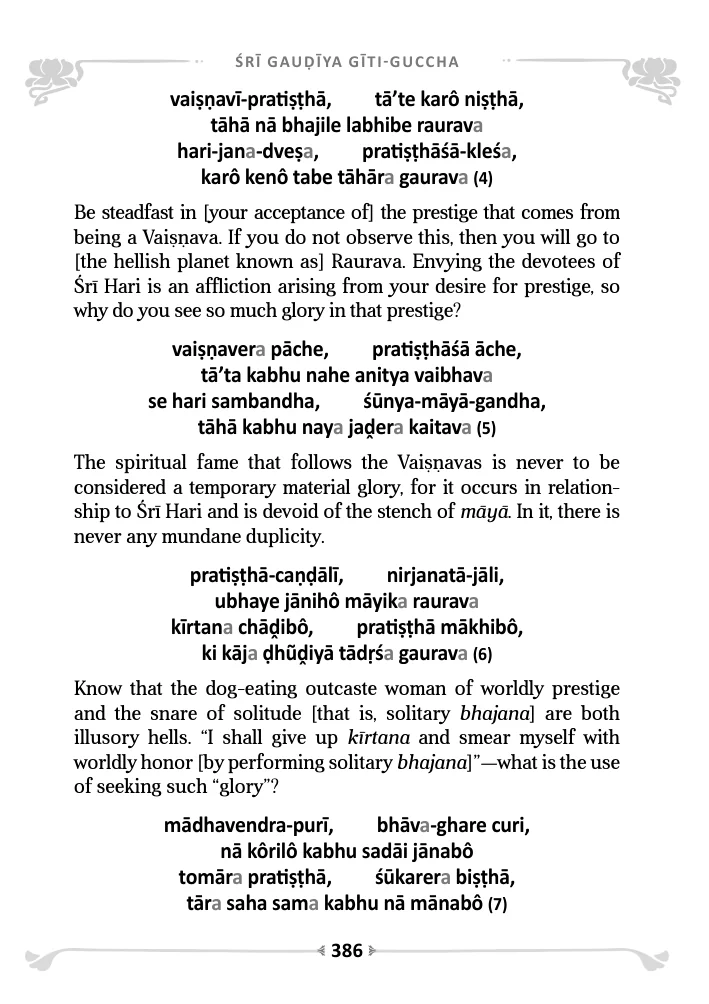 ŚRĪ GAUḌĪYA GĪTI-GUCCHA
vaiṣṇavī-pratiṣṭhā, tā’te karô niṣṭhā,
tāhā nā bhajile labhibe raurava
hari-jana-dveṣa, pratiṣṭhāśā-kleśa,
karô kenô tabe tāhāra gaurava (4)
Be steadfast in [your acceptance of] the prestige that comes from
being a Vaiṣṇava. If you do not observe this, then you will go to
[the hellish planet known as] Raurava. Envying the devotees of
Śrī Hari is an affliction arising from your desire for prestige, so
why do you see so much glory in that prestige?
vaiṣṇavera pāche, pratiṣṭhāśā āche,
tā’ta kabhu nahe anitya vaibhava
se hari sambandha, śūnya-māyā-gandha,
tāhā kabhu naya jaḓera kaitava (5)
The spiritual fame that follows the Vaiṣṇavas is never to be
considered a temporary material glory, for it occurs in relation-
ship to Śrī Hari and is devoid of the stench of māyā. In it, there is
never any mundane duplicity.
pratiṣṭhā-caṇḍālī, nirjanatā-jāli,
ubhaye jānihô māyika raurava
kīrtana chāḓibô, pratiṣṭhā mākhibô,
ki kāja ḍhũḓiyā tādṛśa gaurava (6)
Know that the dog-eating outcaste woman of worldly prestige
and the snare of solitude [that is, solitary bhajana] are both
illusory hells. “I shall give up kīrtana and smear myself with
worldly honor [by performing solitary bhajana]”—what is the use
of seeking such “glory”?
mādhavendra-purī, bhāva-ghare curi,
nā kôrilô kabhu sadāi jānabô
tomāra pratiṣṭhā, śūkarera biṣṭhā,
tāra saha sama kabhu nā mānabô (7)
386